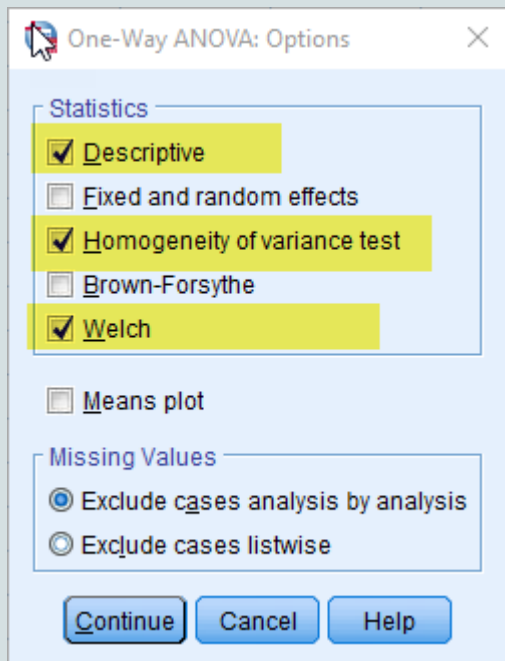 One-Way ANOVA: Options
Statistics
Descriptive
Fixed and random effects
Homogeneity of variance test
Brown-Forsythe
Welch
Means plot
Missing Values
Exclude cases analysis by analysis
Exclude cases listwise
Continue Cancel Help